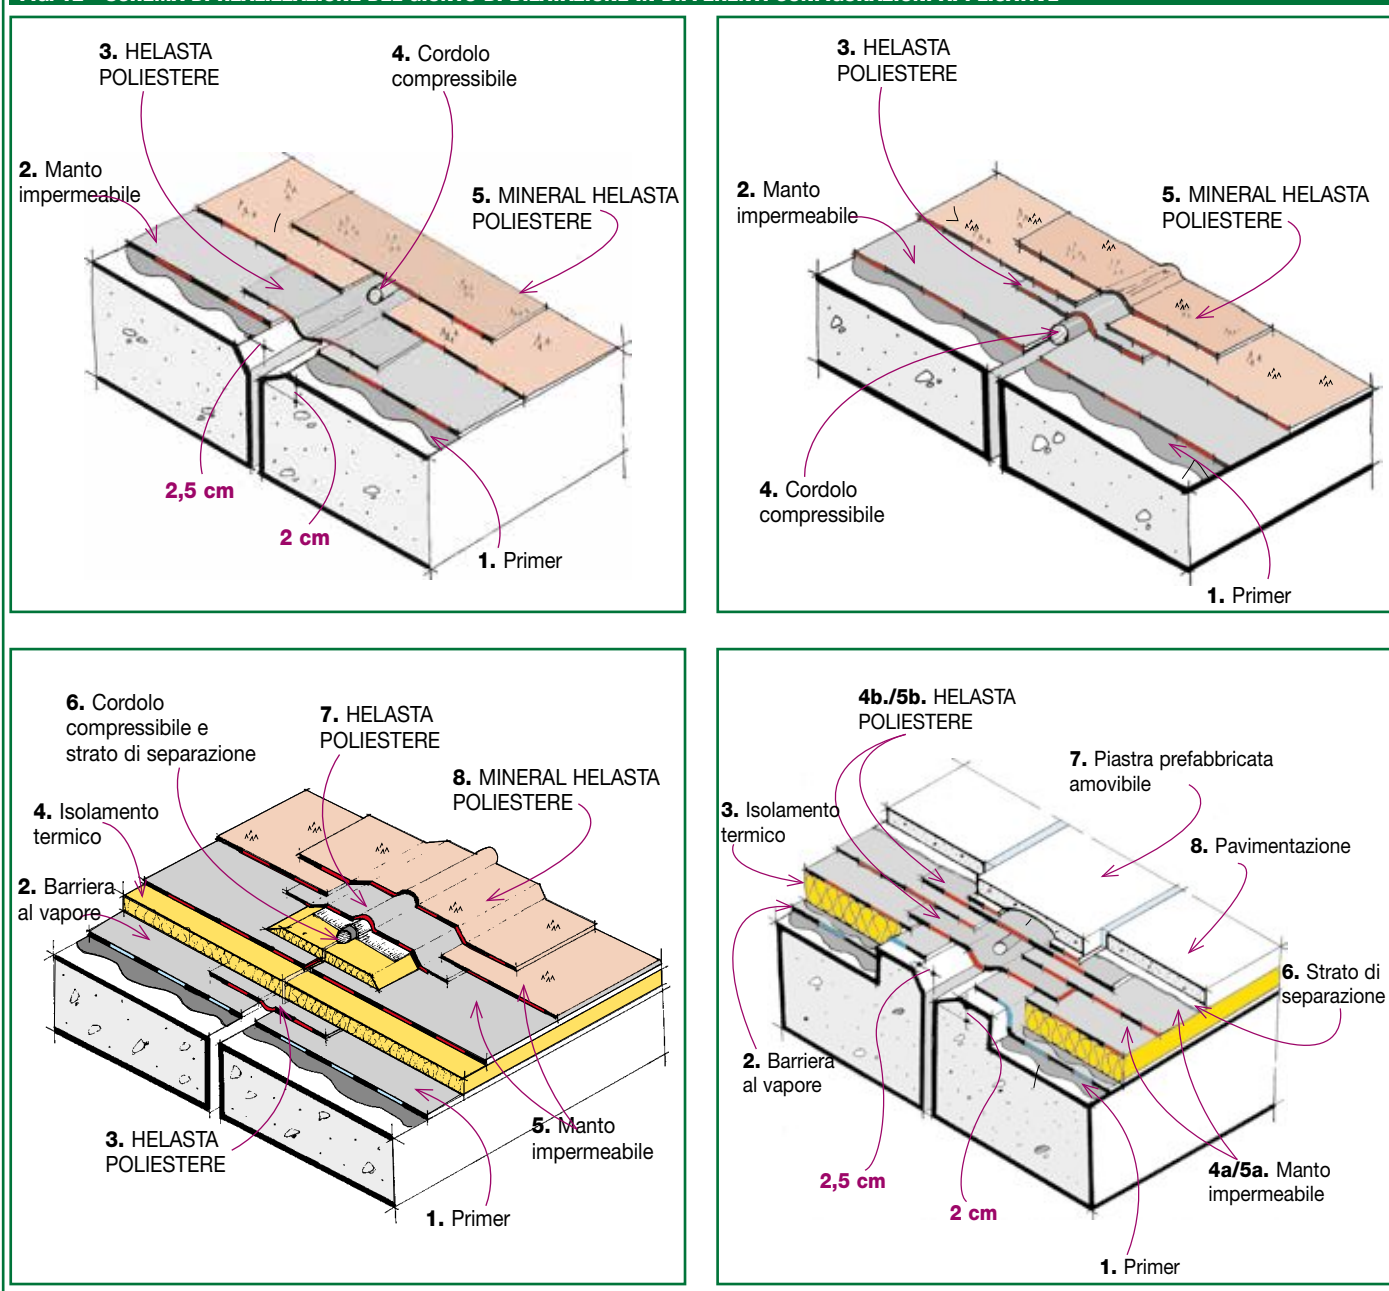 3. HELASTA
POLIESTERE
4. Cordolo
compressibile
2. Manto
impermeabile
5. MINERAL HELASTA
POLIESTERE
2,5 cm
2 cm
1. Primer
3. HELASTA
POLIESTERE
2. Manto
impermeabile
5. MINERAL HELASTA
POLIESTERE
4. Cordolo
compressibile
1. Primer
6. Cordolo
compressibile e
strato di separazione
7. HELASTA
POLIESTERE
8. MINERAL HELASTA
POLIESTERE
4. Isolamento
termico
2. Barriera
al vapore
3. HELASTA
POLIESTERE
5. Manto
impermeabile
1. Primer
4b./5b. HELASTA
POLIESTERE
7. Piastra prefabbricata
amovibile
3. Isolamento
termico
8. Pavimentazione
6. Strato di
separazione
2. Barriera
al vapore
2,5 cm
2 cm
4a/5a. Manto
impermeabile
1. Primer